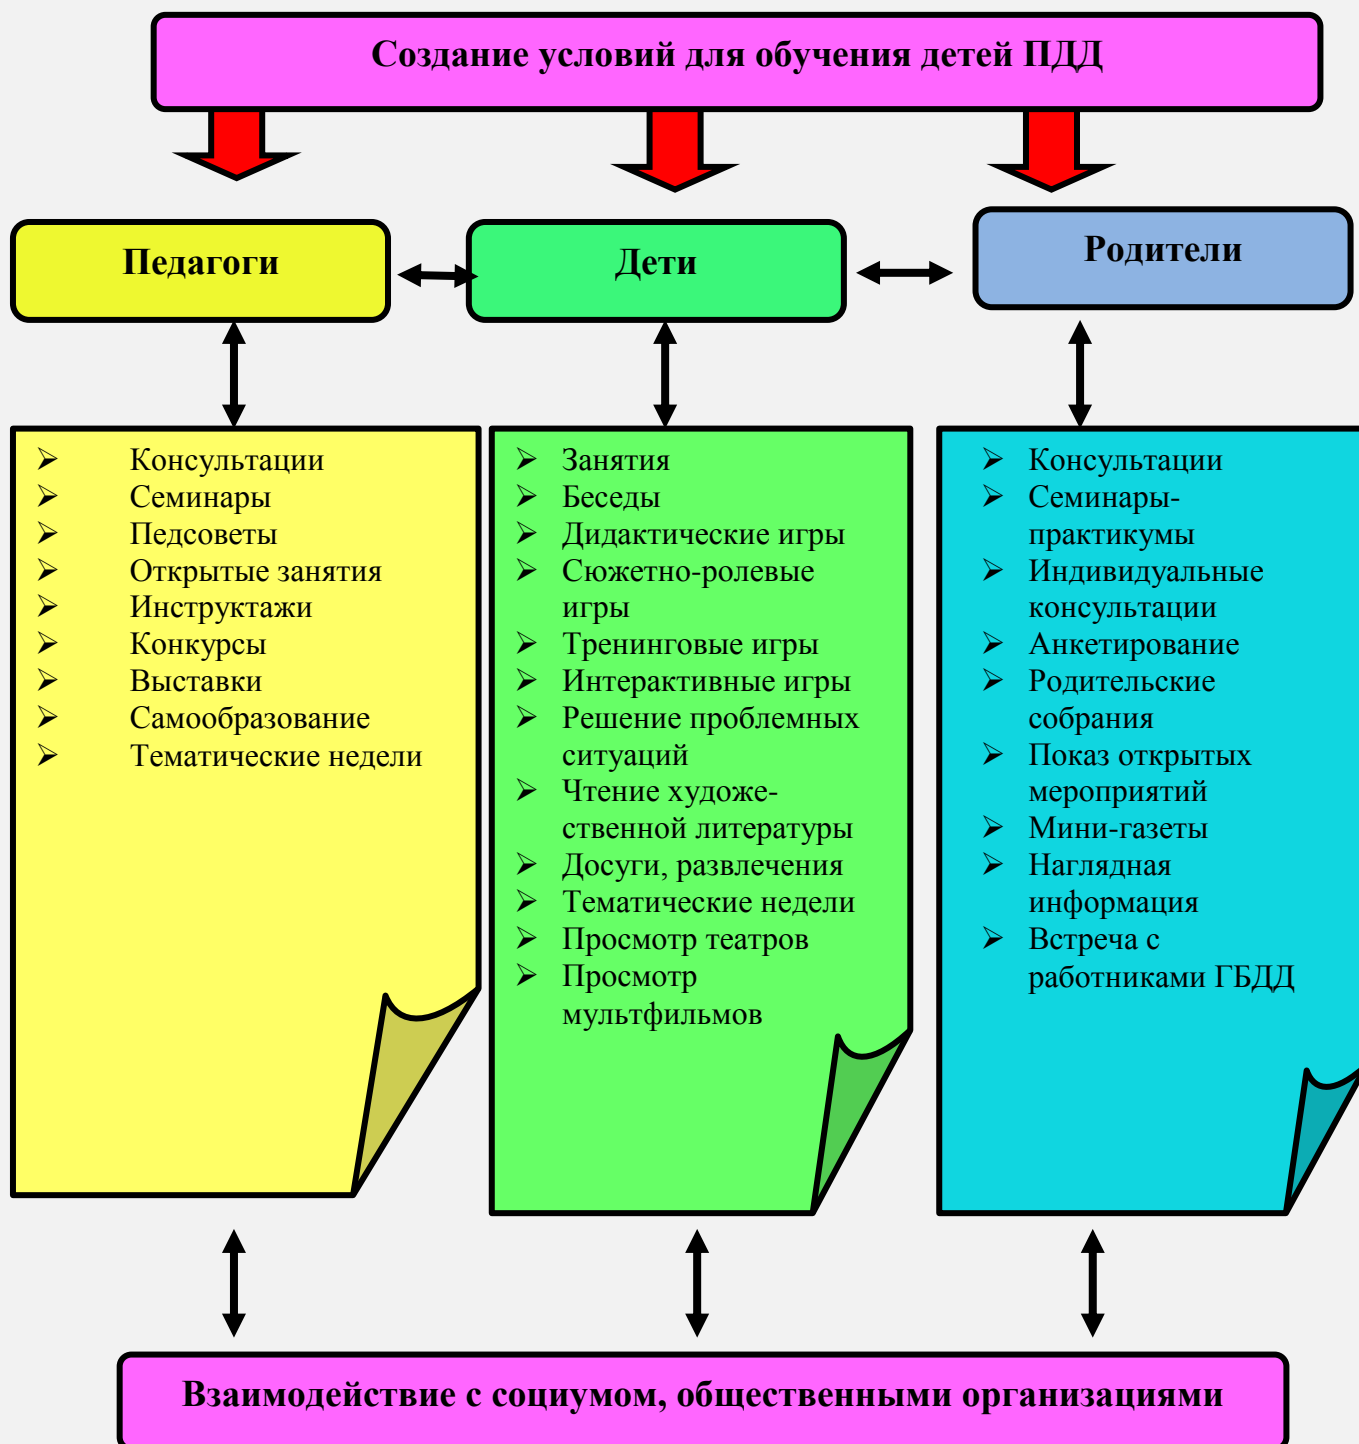 Создание условий для обучения детей ПДД
Педагоги
Дети
Родители
Консультации
Семинары
Педсоветы
Открытые занятия
Инструктажи
Конкурсы
Выставки
Самообразование
Тематические недели
Занятия
Беседы
Дидактические игры
Сюжетно-ролевые
игры
Тренинговые игры
Интерактивные игры
Решение проблемных
ситуаций
Чтение художе-
ственной литературы
Досуги, развлечения
Тематические недели
Просмотр театров
Просмотр
мультфильмов
Консультации
Семинары-
практикумы
Индивидуальные
консультации
Анкетирование
Родительские
собрания
Показ открытых
мероприятий
Мини-газеты
Наглядная
информация
Встреча с
работниками ГБДД
Взаимодействие с социумом, общественными организациями